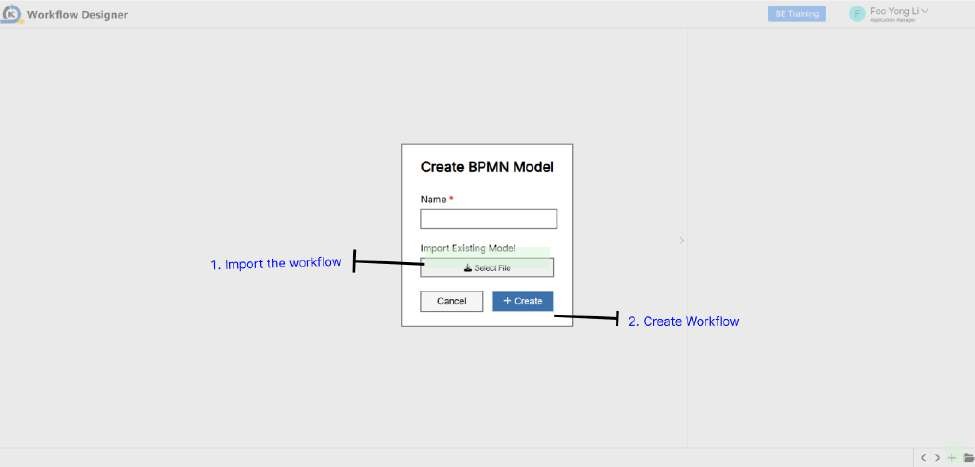 Workflow Designer
SE Training
F
Foo Yong Li
Application Manager
Create BPMN Model
Name *
Import Existing Model
1. Import the workflow
Select File
Cancel
+ Create
2. Create Workflow